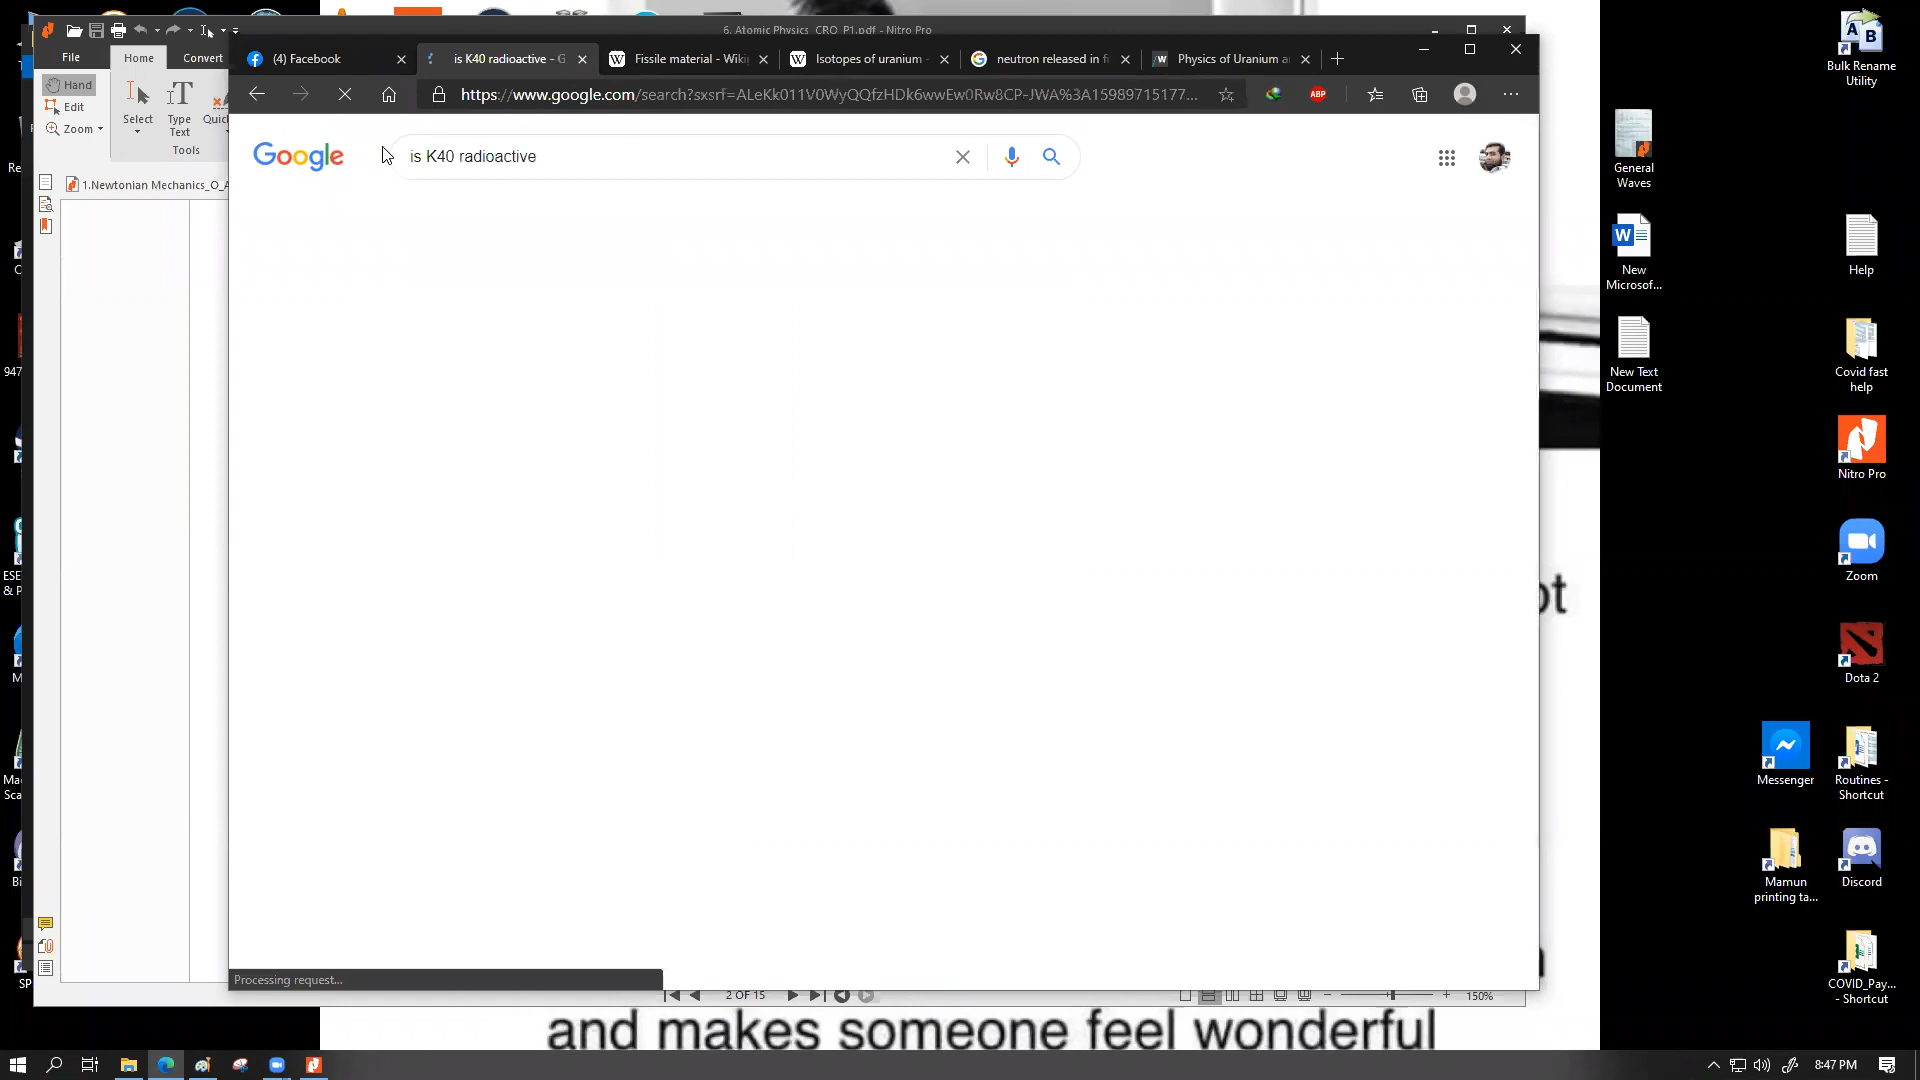 6. Atomic Physics_CRO_P1.pdf - Nitro Pro
File
Home
Convert
Hand
Edit
Zoom
Select
Type
Text
Tools
1.Newtonian Mechanics_O_A
(4) Facebook
is K40 radioactive - G
Fissile material - Wiki
Isotopes of uranium -
neutron released in fi
Physics of Uranium a
https://www.google.com/search?sxsrf=ALeKk011V0WyQQfzHDk6wwEw0Rw8CP-JWA%3A15989715177...
ABP
Google
is K40 radioactive
Processing request...
2 OF 15
150%
and makes someone feel wonderful
Bulk Rename
Utility
General
Waves
New
Microsof...
Help
New Text
Document
Covid fast
help
Nitro Pro
Zoom
Dota 2
Messenger
Routines -
Shortcut
Mamun
printing ta...
Discord
COVID_Pay...
- Shortcut
8:47 PM